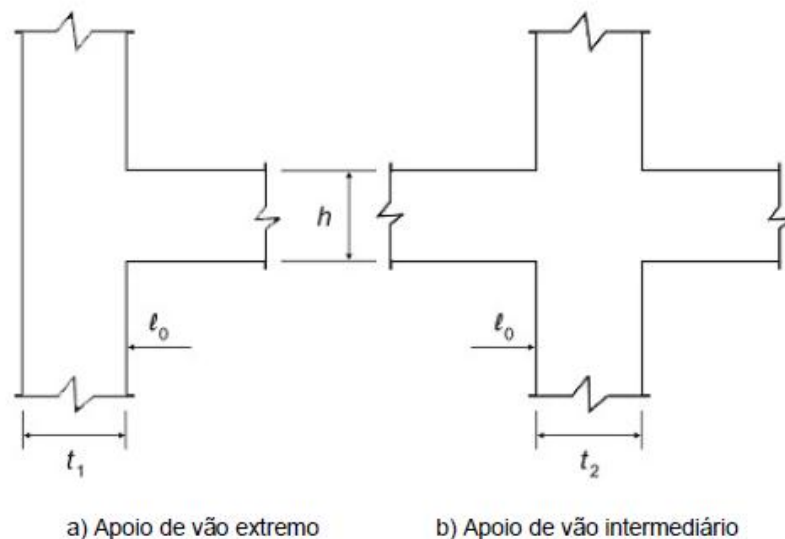 h
ℓ₀
ℓ₀
t₁
t₂
a) Apoio de vão extremo
b) Apoio de vão intermediário